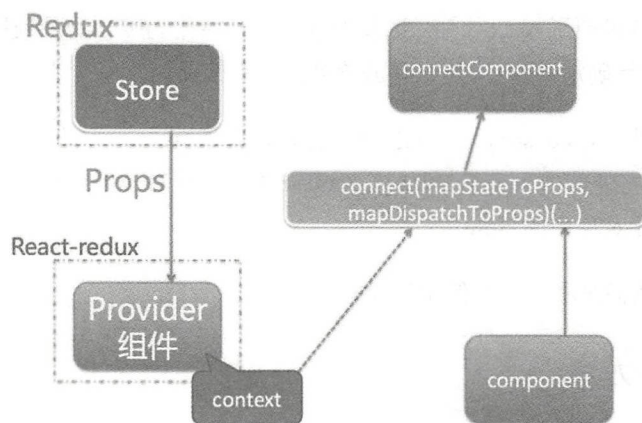 Redux
Store
Props
React-redux
Provider
组件
context
connectComponent
connect(mapStateToProps,
mapDispatchToProps)(...)
component